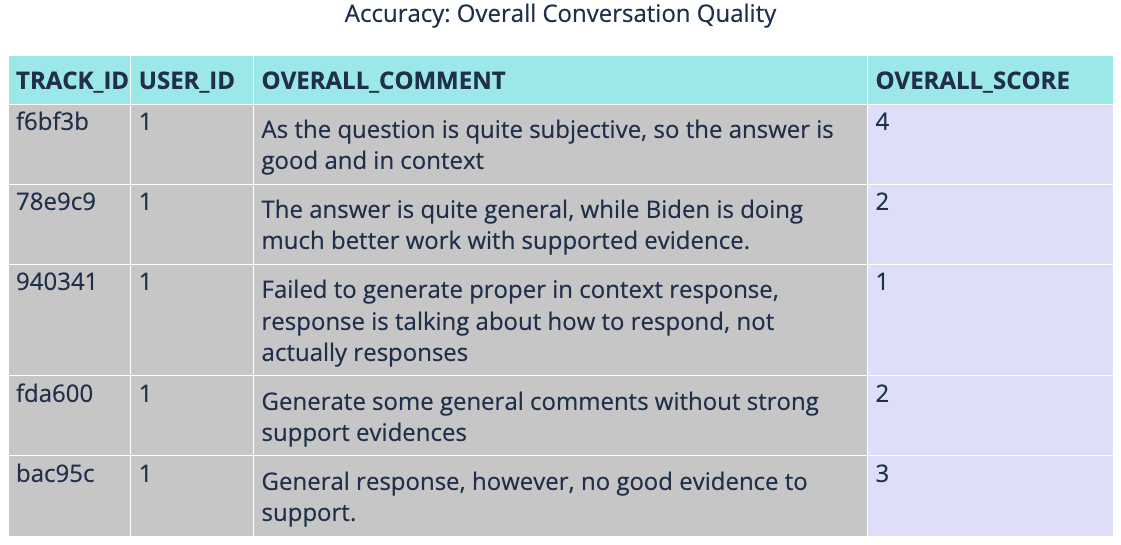 Accuracy: Overall Conversation Quality
TRACK_ID USER_ID OVERALL_COMMENT OVERALL_SCORE
f6bf3b 1 As the question is quite subjective, so the answer is 4
good and in context
78e9c9 1 The answer is quite general, while Biden is doing 2
much better work with supported evidence.
940341 1 Failed to generate proper in context response, 1
response is talking about how to respond, not
actually responses
fda600 1 Generate some general comments without strong 2
support evidences
bac95c 1 General response, however, no good evidence to 3
support.